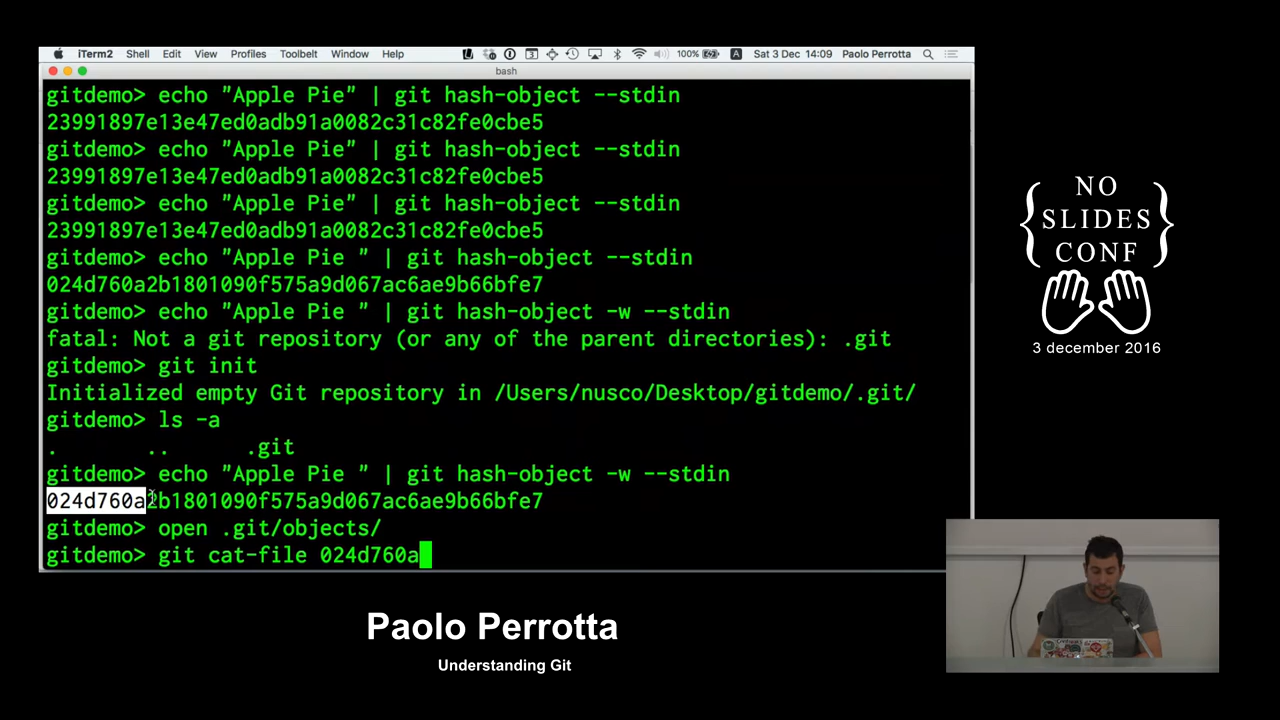 iTerm2 Shell Edit View Profiles Toolbelt Window Help 100% A Sat 3 Dec 14:09 Paolo Perrotta
bash
gitdemo> echo "Apple Pie" | git hash-object --stdin
23991897e13e47ed0adb91a0082c31c82fe0cbe5
gitdemo> echo "Apple Pie" | git hash-object --stdin
23991897e13e47ed0adb91a0082c31c82fe0cbe5
gitdemo> echo "Apple Pie" | git hash-object --stdin
23991897e13e47ed0adb91a0082c31c82fe0cbe5
gitdemo> echo "Apple Pie " | git hash-object --stdin
024d760a2b1801090f575a9d067ac6ae9b66bfe7
gitdemo> echo "Apple Pie " | git hash-object -w --stdin
fatal: Not a git repository (or any of the parent directories): .git
gitdemo> git init
Initialized empty Git repository in /Users/nusco/Desktop/gitdemo/.git/
gitdemo> ls -a
. .. .git
gitdemo> echo "Apple Pie " | git hash-object -w --stdin
024d760a2b1801090f575a9d067ac6ae9b66bfe7
gitdemo> open .git/objects/
gitdemo> git cat-file 024d760a
NO
SLIDES
CONF
3 december 2016
Paolo Perrotta
Understanding Git